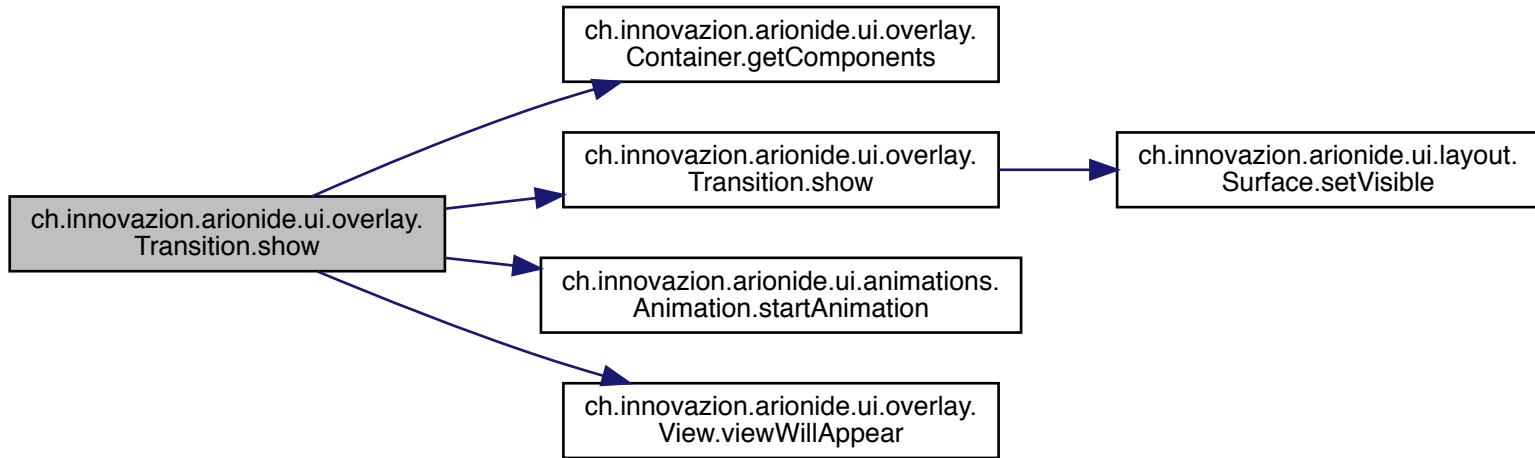 ch.innovazion.arionide.ui.overlay.
Container.getComponents
ch.innovazion.arionide.ui.overlay.
Transition.show
ch.innovazion.arionide.ui.layout.
Surface.setVisible
ch.innovazion.arionide.ui.overlay.
Transition.show
ch.innovazion.arionide.ui.animations.
Animation.startAnimation
ch.innovazion.arionide.ui.overlay.
View.viewWillAppear